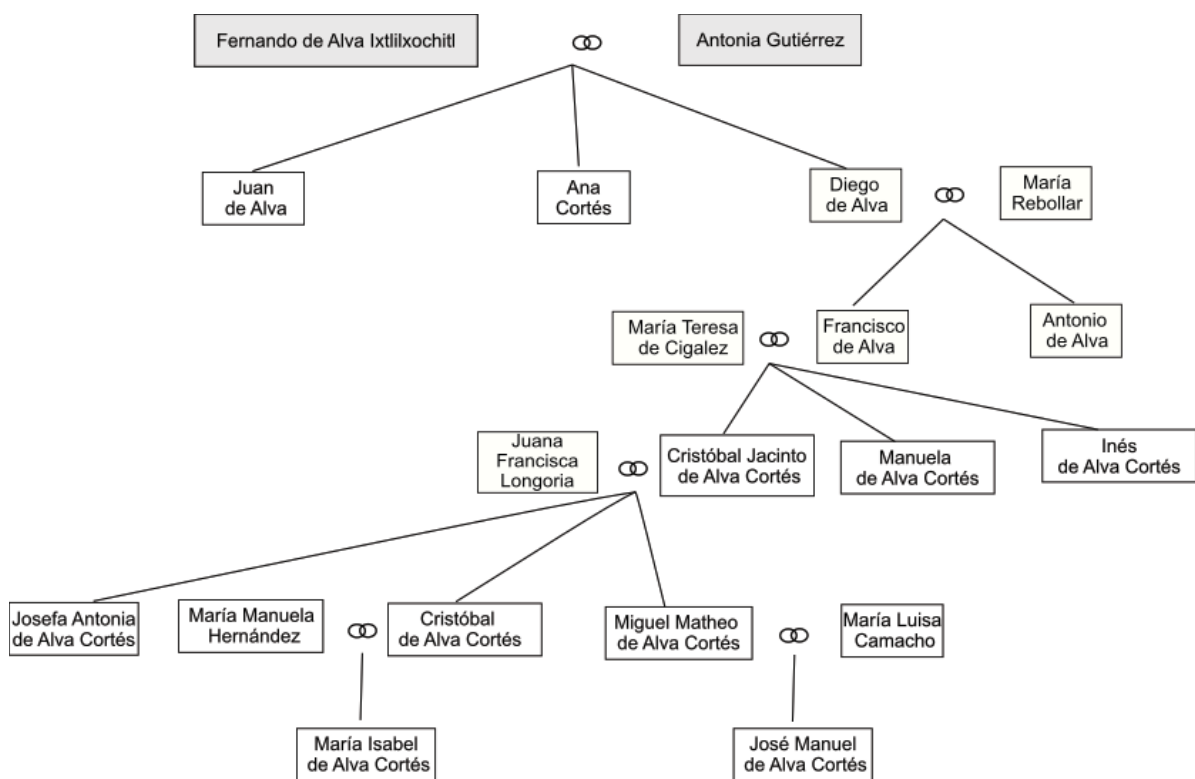 Fernando de Alva Ixtlilxochitl
Antonia Gutiérrez
Juan
de Alva
Ana
Cortés
Diego
de Alva
María
Rebollar
María Teresa
de Cigalez
Francisco
de Alva
Antonio
de Alva
Juana
Francisca
Longoria
Cristóbal Jacinto
de Alva Cortés
Manuela
de Alva Cortés
Inés
de Alva Cortés
Josefa Antonia
de Alva Cortés
María Manuela
Hernández
Cristóbal
de Alva Cortés
Miguel Matheo
de Alva Cortés
María Luisa
Camacho
María Isabel
de Alva Cortés
José Manuel
de Alva Cortés